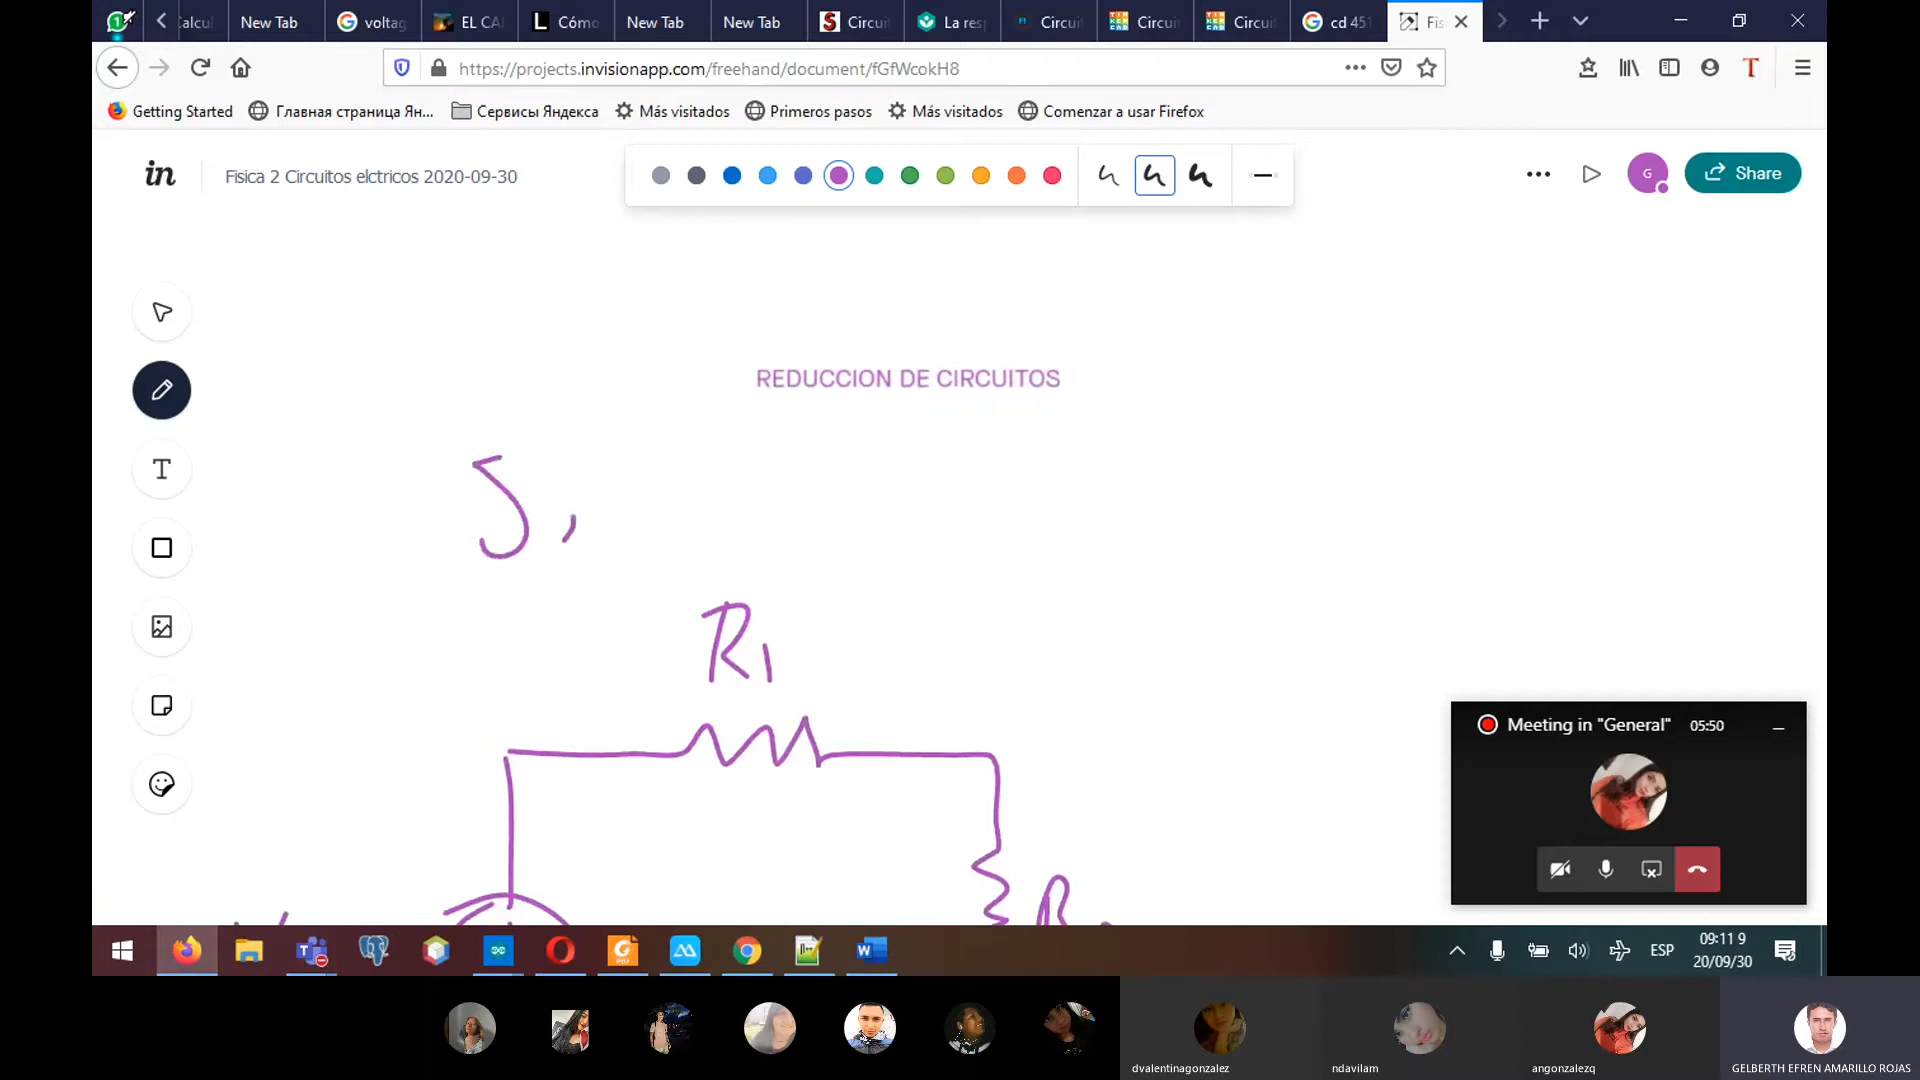 New Tab
voltag
EL CA
Cómo
New Tab
New Tab
Circui
La res
Circui
Circui
Circui
cd 451
Fis
https://projects.invisionapp.com/freehand/document/fGfWcokH8
Getting Started
Главная страница Ян...
Сервисы Яндекса
Más visitados
Primeros pasos
Más visitados
Comenzar a usar Firefox
in
Fisica 2 Circuitos elctricos 2020-09-30
G
Share
REDUCCION DE CIRCUITOS
R1
Meeting in "General"
05:50
ESP
09:11 9
20/09/30
dvalentinagonzalez
ndavilam
angonzalezq
GELBERTH EFREN AMARILLO ROJAS